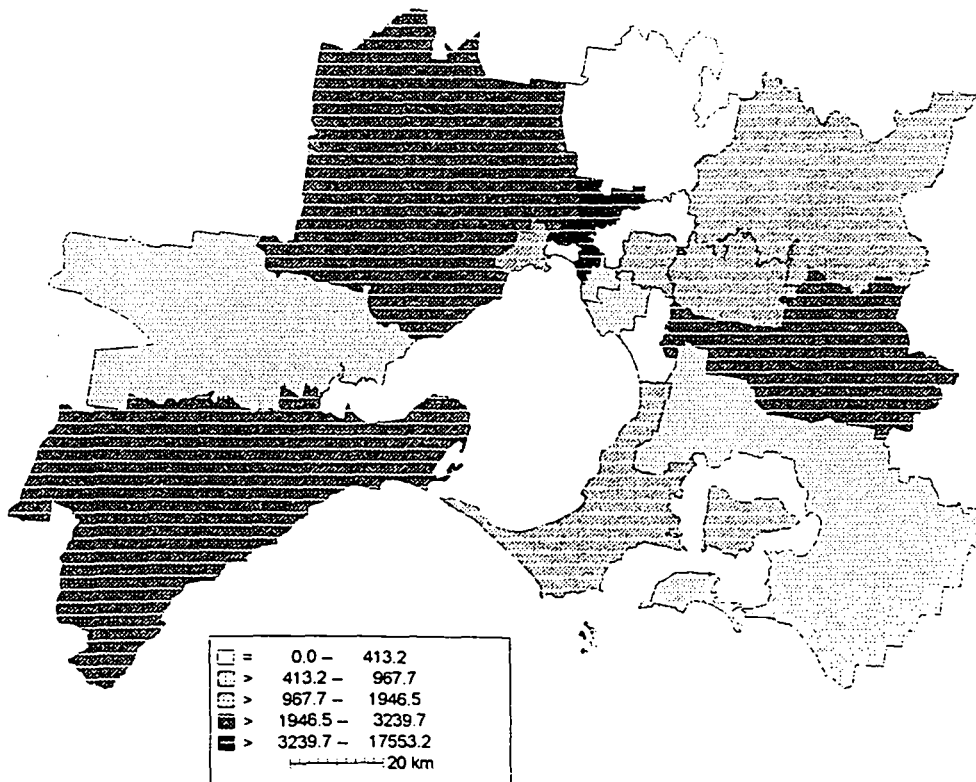 = 0.0 – 413.2
> 413.2 – 967.7
> 967.7 – 1946.5
> 1946.5 – 3239.7
> 3239.7 – 17553.2
20 km